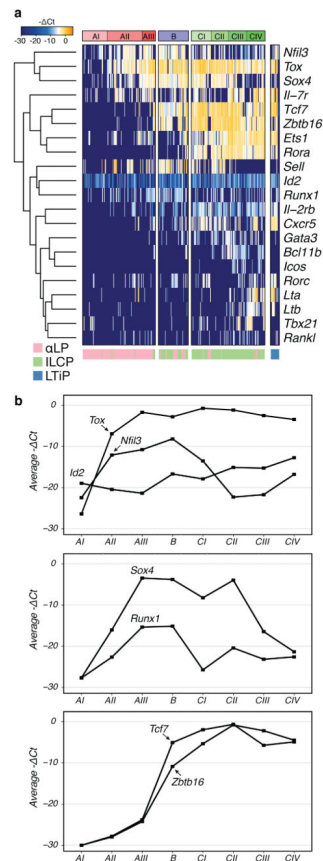 a
-ΔCt
-30 -20 -10 0
AI AII AIII B CI CII CIII CIV
Nfil3
Tox
Sox4
Il-7r
Tcf7
Zbtb16
Ets1
Rora
Sell
Id2
Runx1
Il-2rb
Cxcr5
Gata3
Bcl11b
Icos
Rorc
Lta
Ltb
Tbx21
Rankl
αLP
ILCP
LTiP
b
Average -ΔCt
0
-10
-20
-30
Tox
Nfil3
Id2
AI AII AIII B CI CII CIII CIV
Average -ΔCt
0
-10
-20
-30
Sox4
Runx1
AI AII AIII B CI CII CIII CIV
Average -ΔCt
0
-10
-20
-30
Tcf7
Zbtb16
AI AII AIII B CI CII CIII CIV